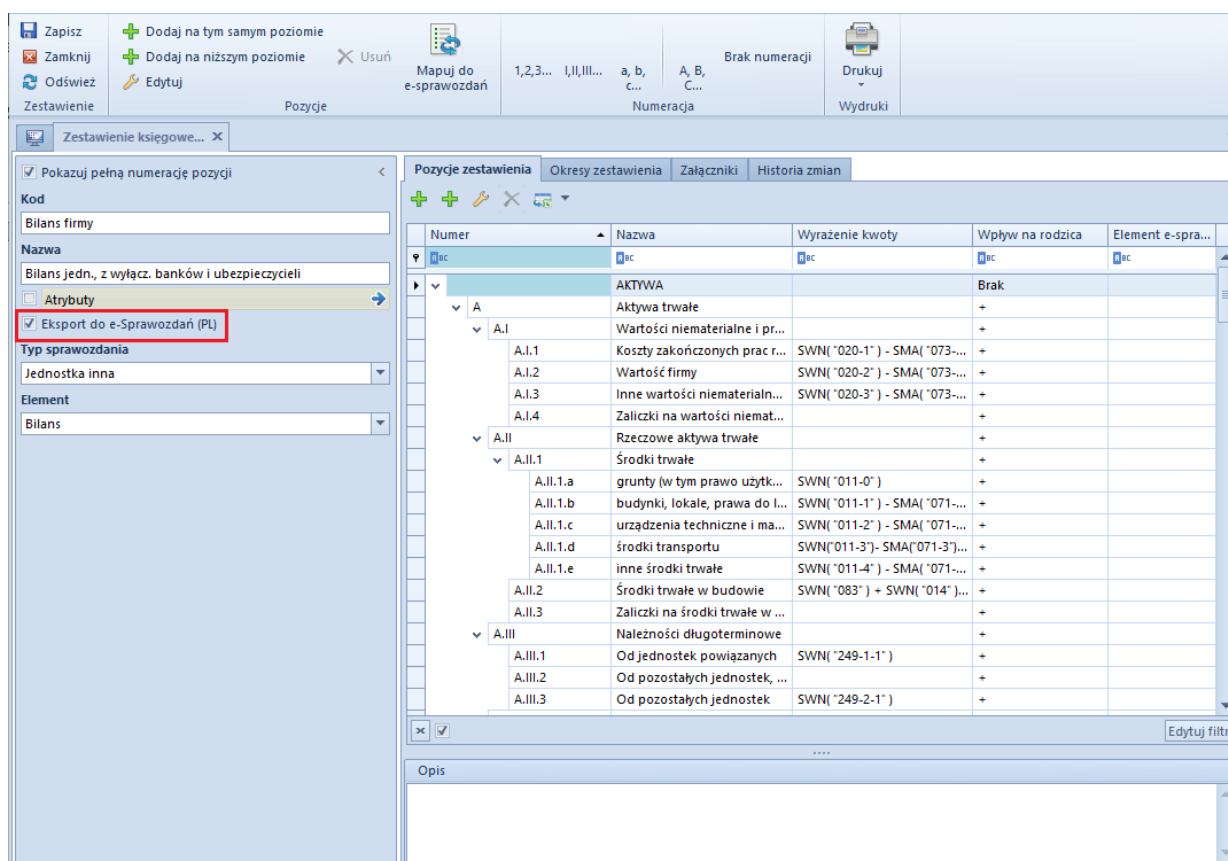 Zapisz
Zamknij
Odśwież
Zestawienie
Dodaj na tym samym poziomie
Dodaj na niższym poziomie
Usuń
Edytuj
Pozycje
Mapuj do
e-sprawozdań
1,2,3...
I,II,III...
a, b,
c...
A, B,
C...
Brak numeracji
Numeracja
Drukuj
Wydruki
Zestawienie księgowe...
Pokazuj pełną numerację pozycji
Kod
Bilans firmy
Nazwa
Bilans jedn., z wyłącz. banków i ubezpieczycieli
Atrybuty
Eksport do e-Sprawozdań (PL)
Typ sprawozdania
Jednostka inna
Element
Bilans
Pozycje zestawienia Okresy zestawienia Załączniki Historia zmian
Numer Nazwa Wyrażenie kwoty Wpływ na rodzica Element e-spra...
AKTYWA Brak
A Aktywa trwałe +
A.I Wartości niematerialne i pr... +
A.I.1 Koszty zakończonych prac r... SWN( "020-1" ) - SMA( "073-... +
A.I.2 Wartość firmy SWN( "020-2" ) - SMA( "073-... +
A.I.3 Inne wartości niematerialn... SWN( "020-3" ) - SMA( "073-... +
A.I.4 Zaliczki na wartości niemat... +
A.II Rzeczowe aktywa trwałe +
A.II.1 Środki trwałe +
A.II.1.a grunty (w tym prawo użytk... SWN( "011-0" ) +
A.II.1.b budynki, lokale, prawa do l... SWN( "011-1" ) - SMA( "071-... +
A.II.1.c urządzenia techniczne i ma... SWN( "011-2" ) - SMA( "071-... +
A.II.1.d środki transportu SWN("011-3")- SMA("071-3")... +
A.II.1.e inne środki trwałe SWN( "011-4" ) - SMA( "071-... +
A.II.2 Środki trwałe w budowie SWN( "083" ) + SWN( "014" )... +
A.II.3 Zaliczki na środki trwałe w ... +
A.III Należności długoterminowe +
A.III.1 Od jednostek powiązanych SWN( "249-1-1" ) +
A.III.2 Od pozostałych jednostek, ... +
A.III.3 Od pozostałych jednostek SWN( "249-2-1" ) +
Edytuj filtr
Opis